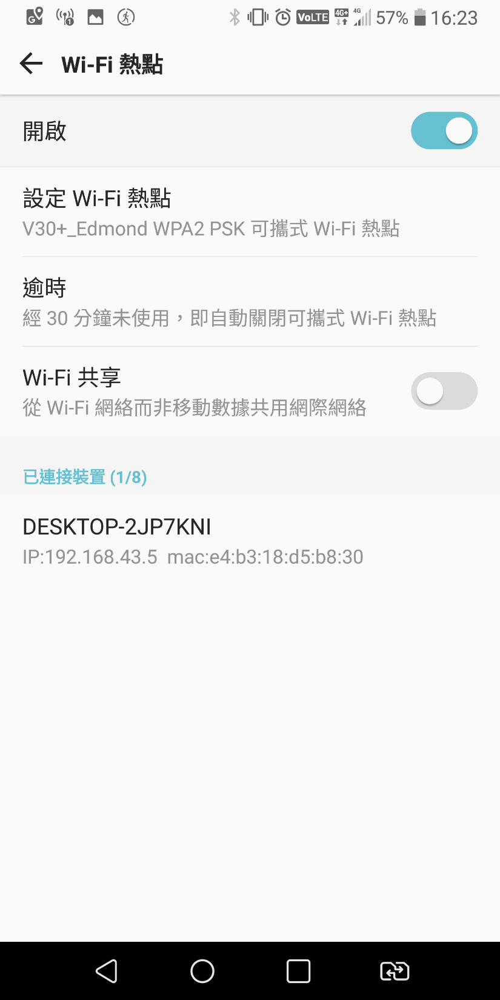 VoLTE 4G+ 4G 57% 16:23
Wi-Fi 熱點
開啟
設定 Wi-Fi 熱點
V30+_Edmond WPA2 PSK 可攜式 Wi-Fi 熱點
逾時
經 30 分鐘未使用，即自動關閉可攜式 Wi-Fi 熱點
Wi-Fi 共享
從 Wi-Fi 網絡而非移動數據共用網際網絡
已連接裝置 (1/8)
DESKTOP-2JP7KNI
IP:192.168.43.5 mac:e4:b3:18:d5:b8:30